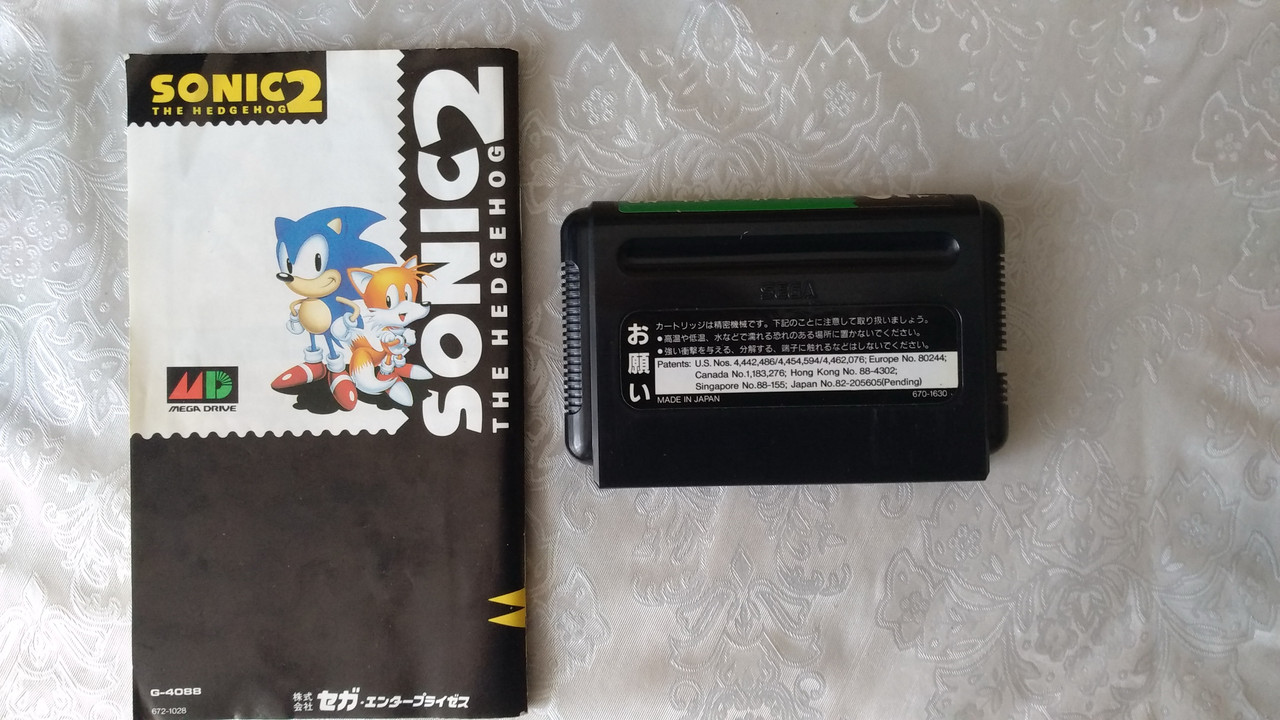 SONIC2
THE HEDGEHOG
SONIC2
THE HEDGEHOG
MD
MEGA DRIVE
G-4088
672-1028
株式会社 セガ・エンタープライゼス
SEGA
お願い
カートリッジは精密機械です。下記のことに注意して取り扱いましょう。
●高温や低温、水などで濡れる恐れのある場所に置かないでください。
●強い衝撃を与える、分解する、端子に触れるなどはしないでください。
Patents: U.S. Nos. 4,442,486/4,454,594/4,462,076; Europe No. 80244;
Canada No.1,183,276; Hong Kong No. 88-4302;
Singapore No.88-155; Japan No.82-205605(Pending)
MADE IN JAPAN
670-1630